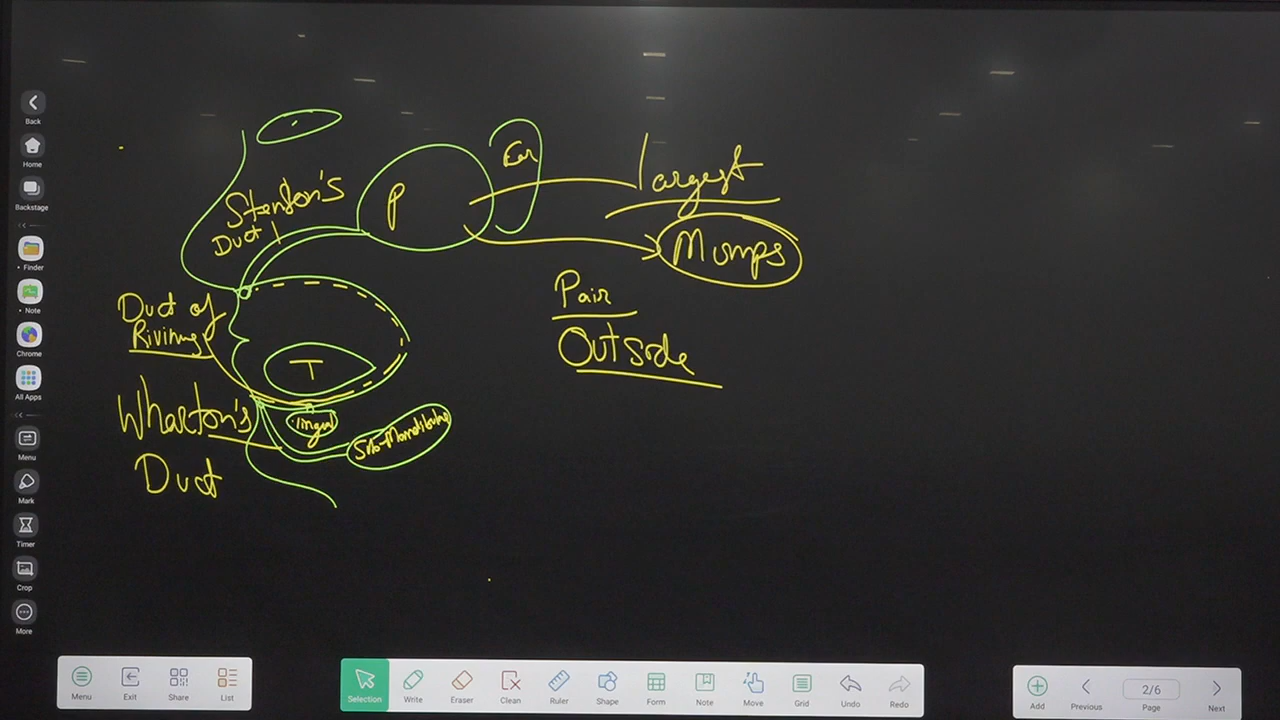 Back
Home
Backstage
Finder
Note
Chrome
All Apps
Menu
Mark
Timer
Crop
More
Stenson's
Duct
P
Ear
largest
Mumps
Pair
Outside
Duct of
Rivinus
T
Wharton's
Duct
lingual
Sub-Mandibular
Menu
Exit
Share
List
Selection
Write
Eraser
Clean
Ruler
Shape
Form
Note
Move
Grid
Undo
Redo
Add
Previous
2/6
Page
Next